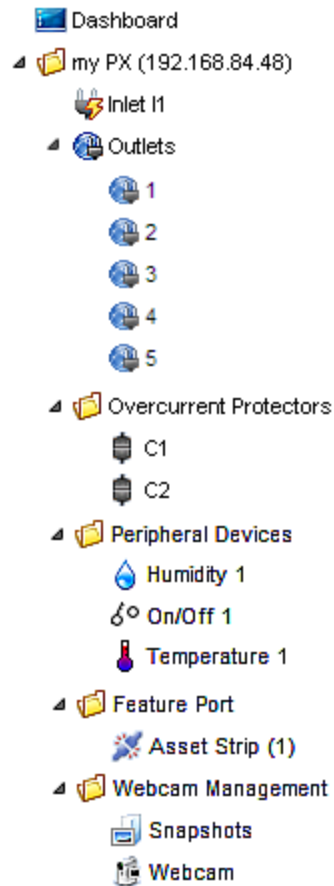 Dashboard
my PX (192.168.84.48)
Inlet I1
Outlets
1
2
3
4
5
Overcurrent Protectors
C1
C2
Peripheral Devices
Humidity 1
On/Off 1
Temperature 1
Feature Port
Asset Strip (1)
Webcam Management
Snapshots
Webcam